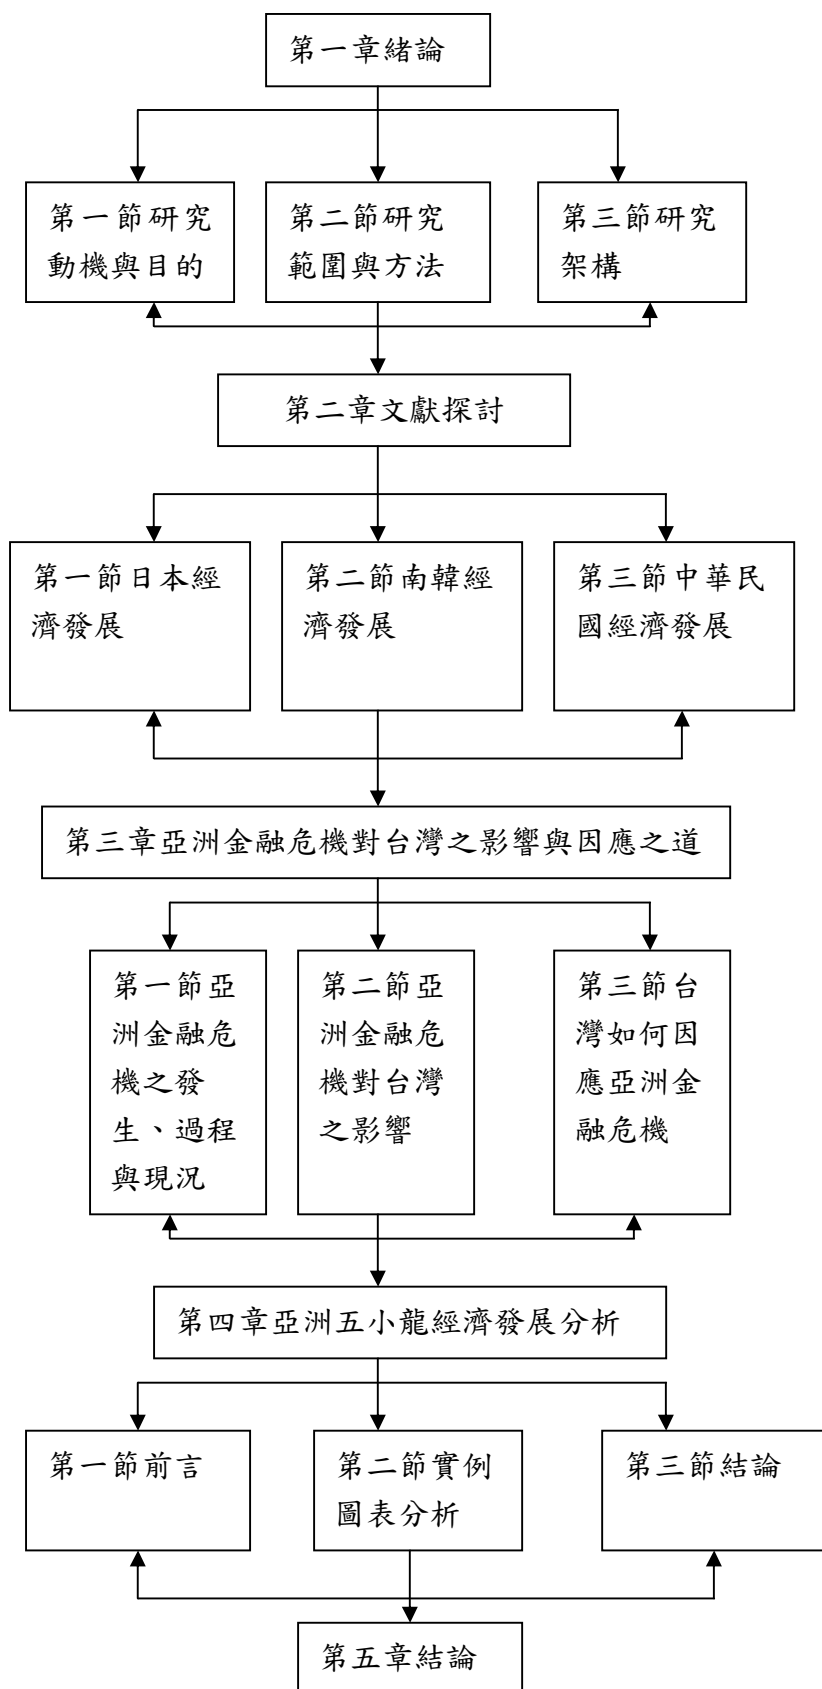 第一章緒論
第一節研究
動機與目的
第二節研究
範圍與方法
第三節研究
架構
第二章文獻探討
第一節日本經
濟發展
第二節南韓經
濟發展
第三節中華民
國經濟發展
第三章亞洲金融危機對台灣之影響與因應之道
第一節亞
洲金融危
機之發
生、過程
與現況
第二節亞
洲金融危
機對台灣
之影響
第三節台
灣如何因
應亞洲金
融危機
第四章亞洲五小龍經濟發展分析
第一節前言
第二節實例
圖表分析
第三節結論
第五章結論